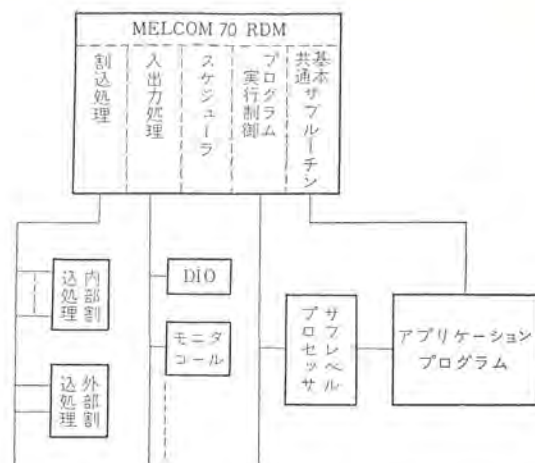 MELCOM 70 RDM
割込処理
入出力処理
スケジューラ
プログラム
実行制御
基本
共通サブルーチン
内部割
込処理
外部割
込処理
DIO
モニタ
コール
サブレベル
プロセッサ
アプリケーション
プログラム